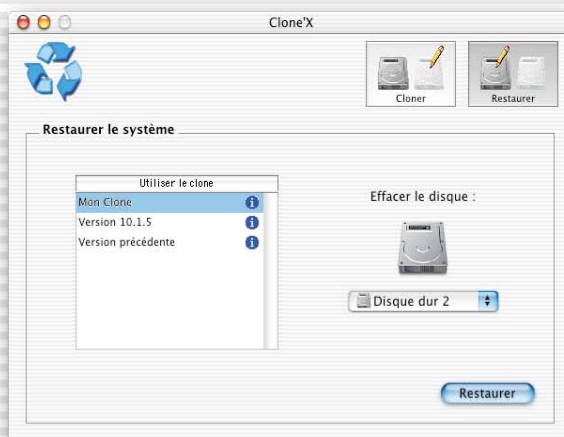 Clone'X
Cloner
Restaurer
Restaurer le système
Utiliser le clone
Mon Clone
Version 10.1.5
Version précédente
Effacer le disque :
Disque dur 2
Restaurer